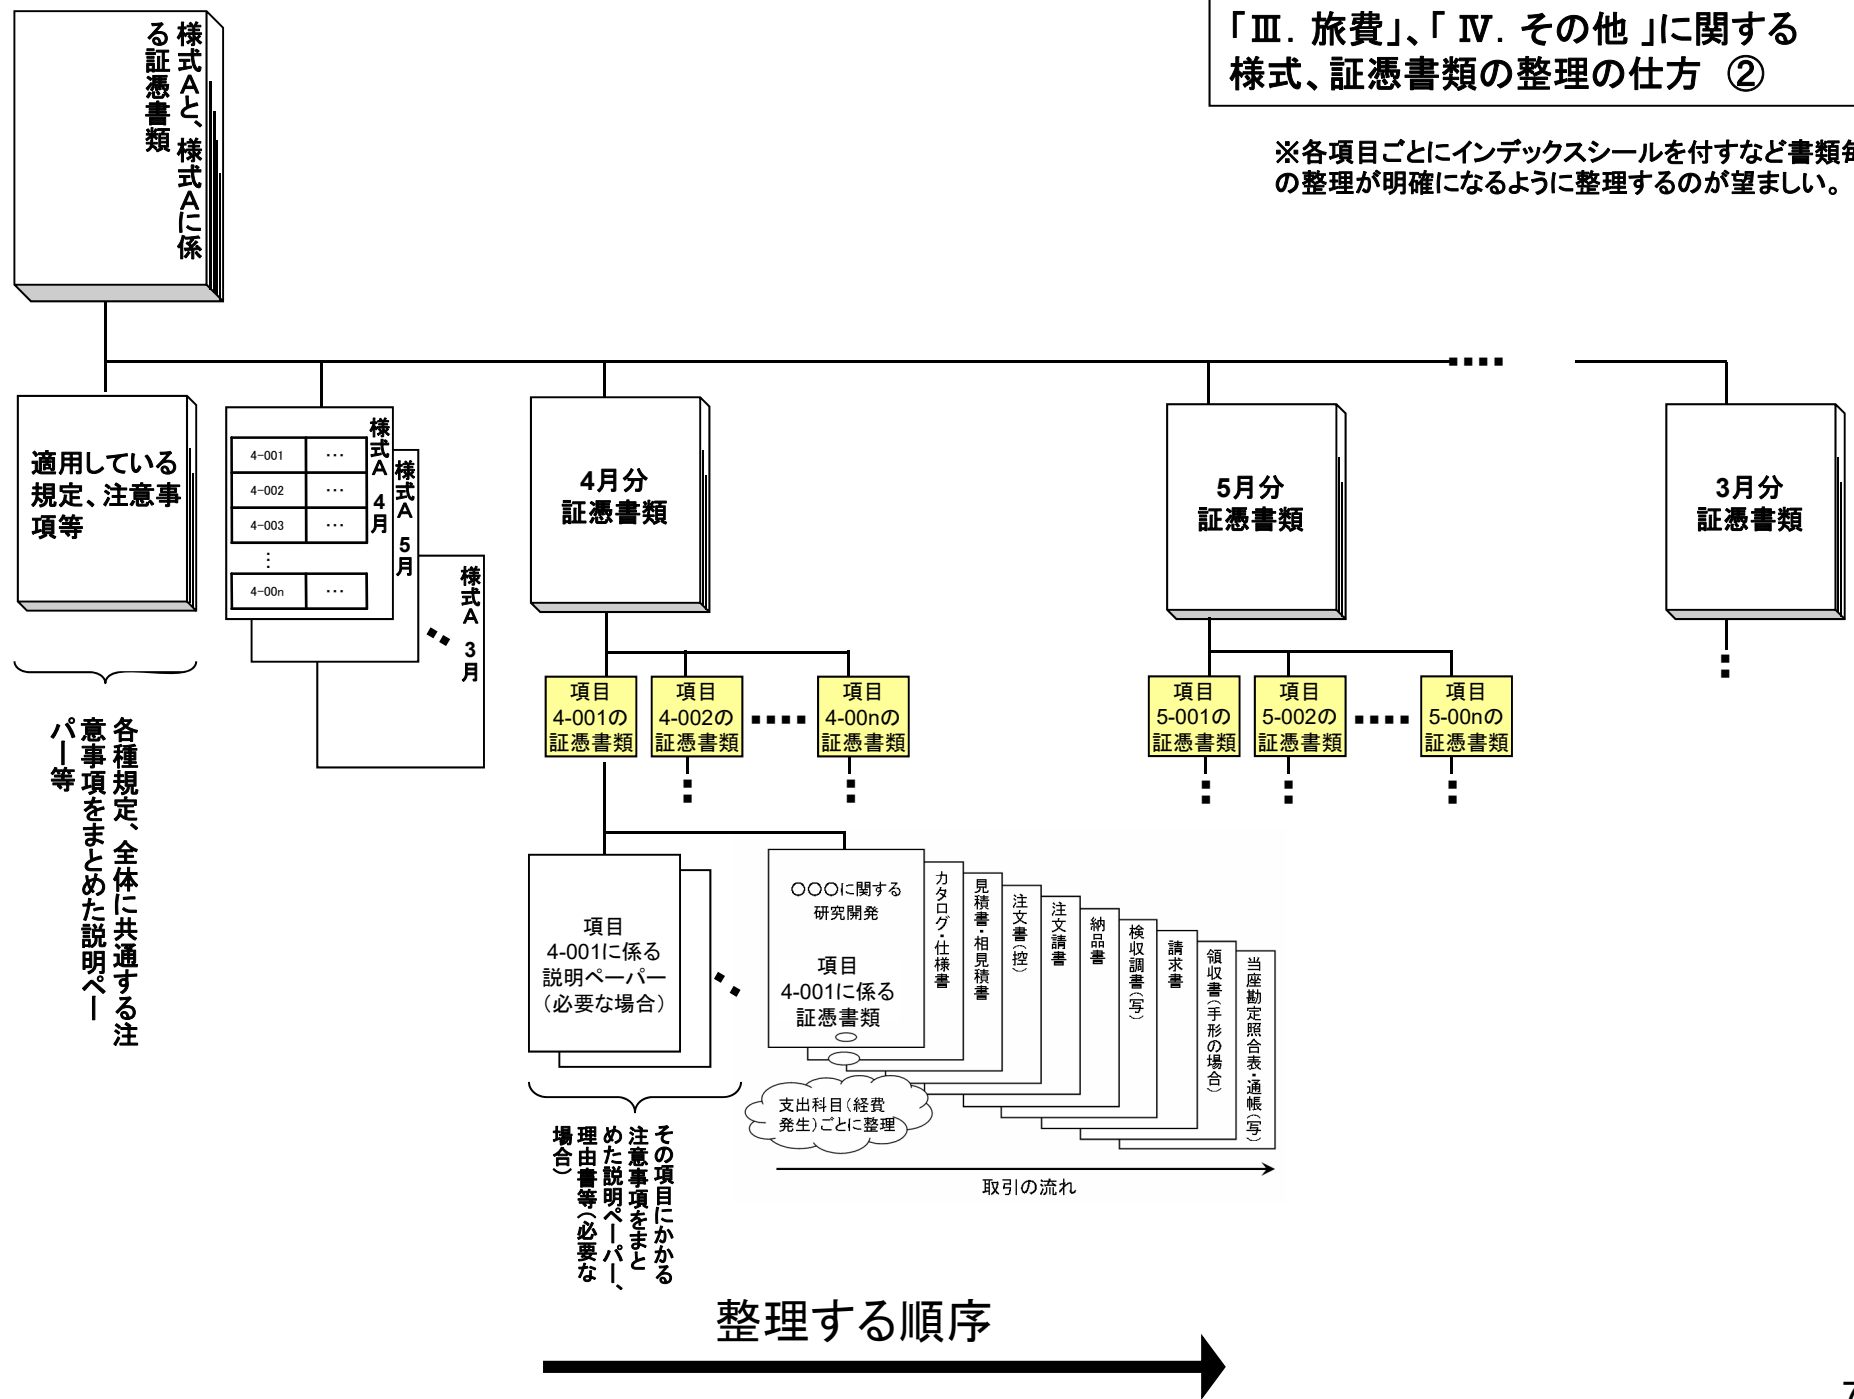 「Ⅲ．旅費」、「 Ⅳ．その他 」に関する
様式、証憑書類の整理の仕方　②
※各項目ごとにインデックスシールを付すなど書類毎
の整理が明確になるように整理するのが望ましい。
様式Ａと、様式Ａに係
る証憑書類
適用している
規定、注意事
項等
各種規定、全体に共通する注
意事項をまとめた説明ペー
パー等
様式Ａ　4月
4-001 …
4-002 …
4-003 …
⋮
4-00n …
様式Ａ　5月
様式Ａ　3月
4月分
証憑書類
5月分
証憑書類
3月分
証憑書類
項目
4-001の
証憑書類
項目
4-002の
証憑書類
項目
4-00nの
証憑書類
項目
5-001の
証憑書類
項目
5-002の
証憑書類
項目
5-00nの
証憑書類
項目
4-001に係る
説明ペーパー
（必要な場合）
その項目にかかる
注意事項をまと
めた説明ペーパー、
理由書等（必要な
場合）
〇〇〇に関する
研究開発
項目
4-001に係る
証憑書類
支出科目（経費
発生）ごとに整理
カタログ・仕様書
見積書・相見積書
注文書（控）
注文請書
納品書
検収調書（写）
請求書
領収書（手形の場合）
当座勘定照合表・通帳（写）
取引の流れ
整理する順序